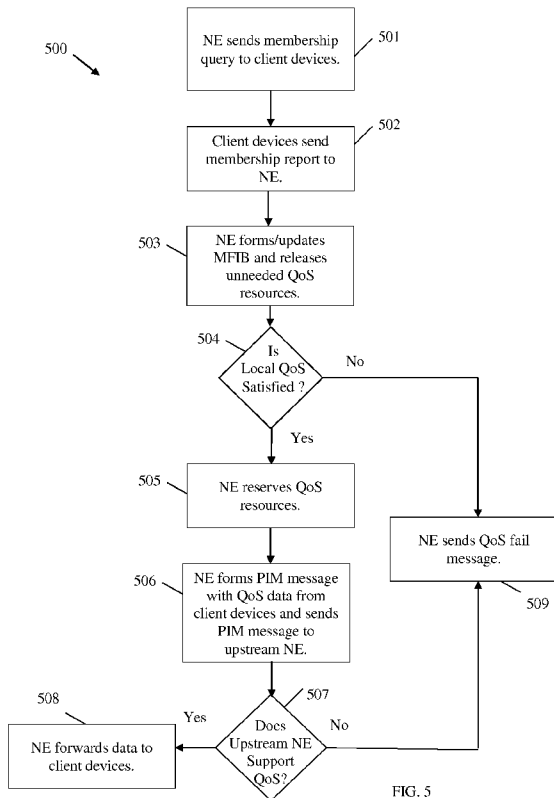 500
NE sends membership
query to client devices.
501
Client devices send
membership report to
NE.
502
503
NE forms/updates
MFIB and releases
unneeded QoS
resources.
504
Is
Local QoS
Satisfied ?
No
Yes
505
NE reserves QoS
resources.
NE sends QoS fail
message.
509
506
NE forms PIM message
with QoS data from
client devices and sends
PIM message to
upstream NE.
507
508
Yes
Does
Upstream NE
Support
QoS?
No
NE forwards data to
client devices.
FIG. 5